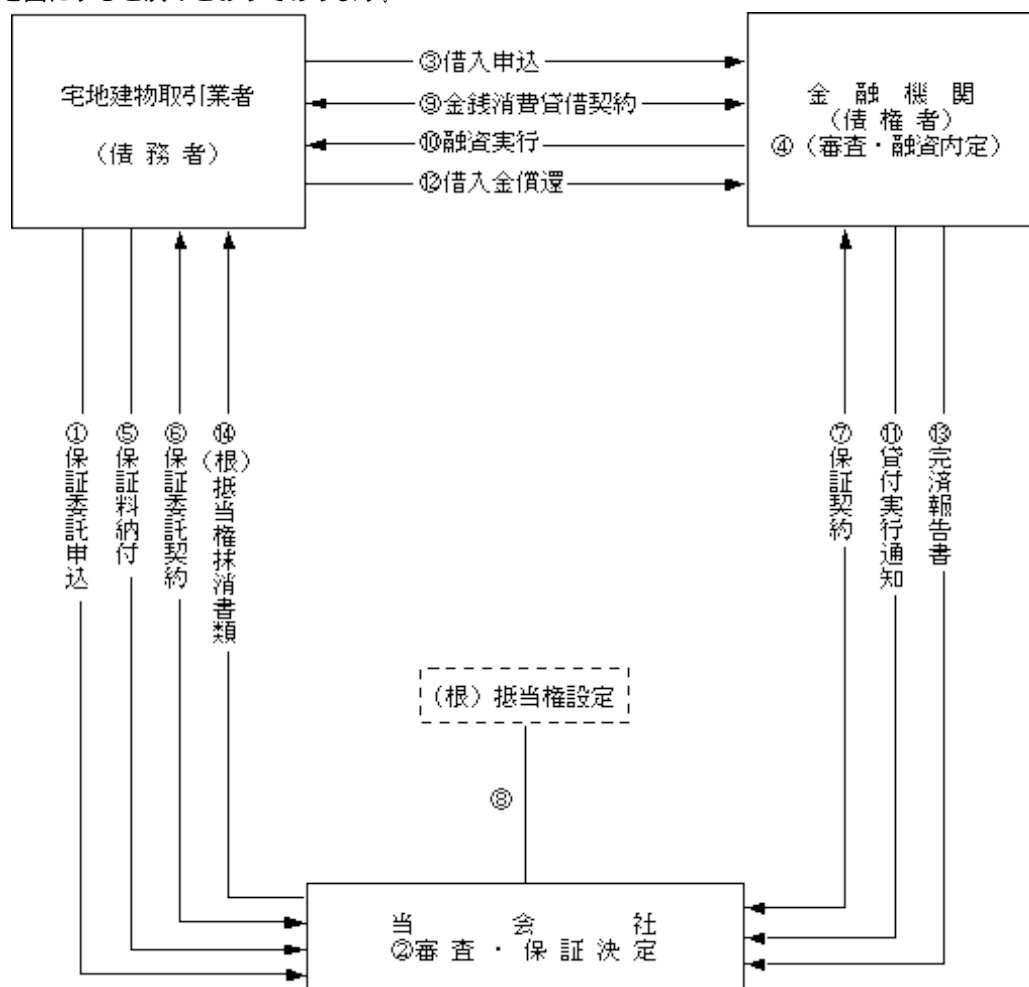 ③借入申込
宅地建物取引業者
（債務者）
⑨金銭消費貸借契約
⑩融資実行
⑫借入金償還
金融機関
（債権者）
④（審査・融資内定）
①保証委託申込
⑤保証料納付
⑥保証委託契約
⑭（根）抵当権抹消書類
⑦保証契約
⑪貸付実行通知
⑬完済報告書
（根）抵当権設定
⑧
当会社
②審査・保証決定